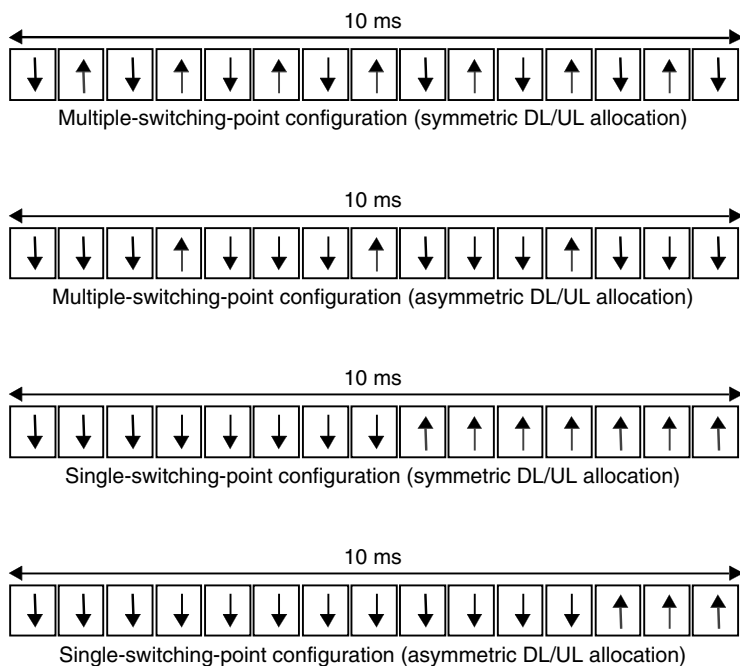 10 ms
Multiple-switching-point configuration (symmetric DL/UL allocation)
10 ms
Multiple-switching-point configuration (asymmetric DL/UL allocation)
10 ms
Single-switching-point configuration (symmetric DL/UL allocation)
10 ms
Single-switching-point configuration (asymmetric DL/UL allocation)